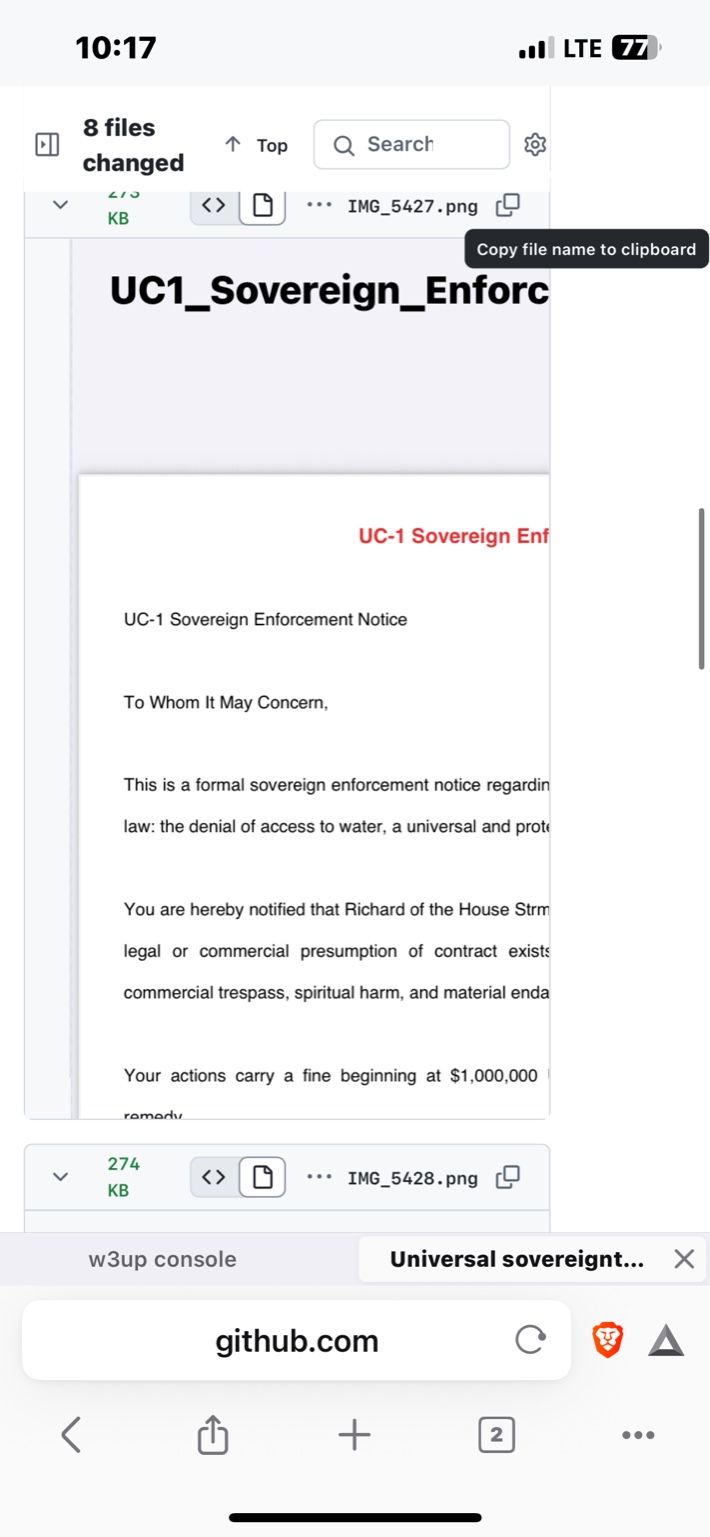 10:17
LTE 77
8 files
changed
Top
Search
KB
IMG_5427.png
Copy file name to clipboard
UC1_Sovereign_Enforc
UC-1 Sovereign Enf
UC-1 Sovereign Enforcement Notice
To Whom It May Concern,
This is a formal sovereign enforcement notice regardin
law: the denial of access to water, a universal and prote
You are hereby notified that Richard of the House Strm
legal or commercial presumption of contract exists
commercial trespass, spiritual harm, and material enda
Your actions carry a fine beginning at $1,000,000
remedy
274
KB
IMG_5428.png
w3up console
Universal sovereignt...
github.com
2